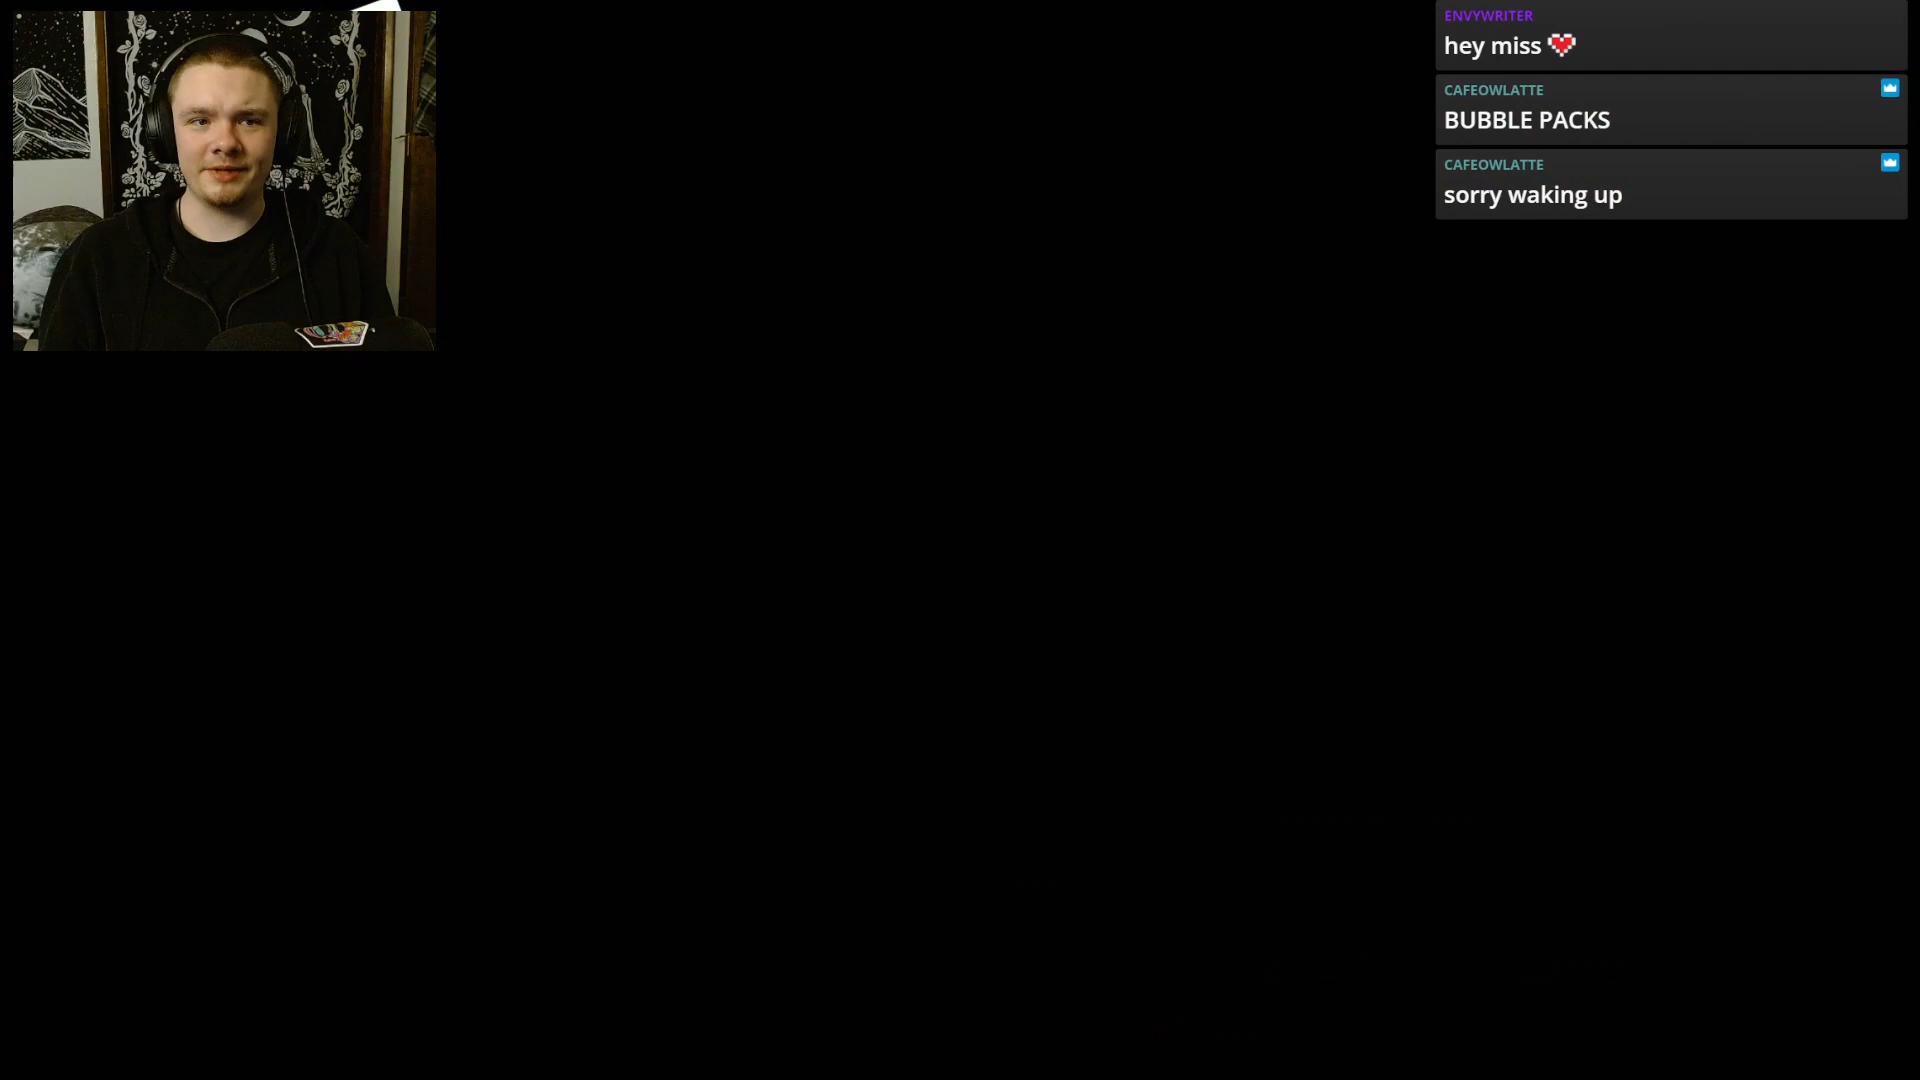 ENVYWRITER
hey miss
CAFEOWLATTE
BUBBLE PACKS
CAFEOWLATTE
sorry waking up